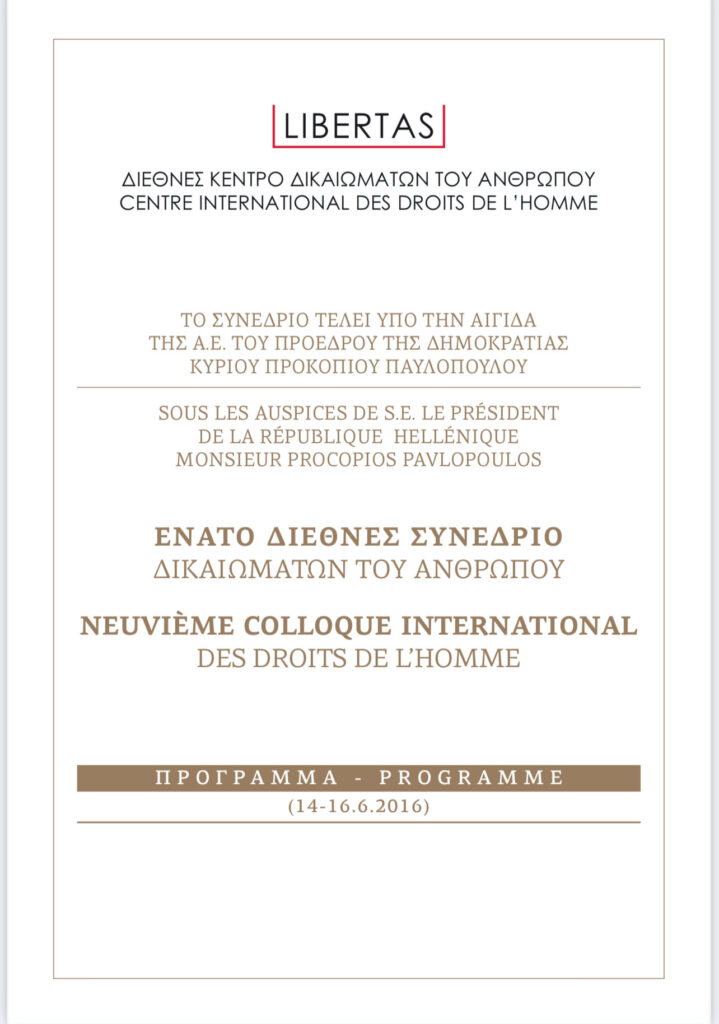 LIBERTAS
ΔΙΕΘΝΕΣ ΚΕΝΤΡΟ ΔΙΚΑΙΩΜΑΤΩΝ ΤΟΥ ΑΝΘΡΩΠΟΥ
CENTRE INTERNATIONAL DES DROITS DE L’HOMME
ΤΟ ΣΥΝΕΔΡΙΟ ΤΕΛΕΙ ΥΠΟ ΤΗΝ ΑΙΓΙΔΑ
ΤΗΣ Α.Ε. ΤΟΥ ΠΡΟΕΔΡΟΥ ΤΗΣ ΔΗΜΟΚΡΑΤΙΑΣ
ΚΥΡΙΟΥ ΠΡΟΚΟΠΙΟΥ ΠΑΥΛΟΠΟΥΛΟΥ
SOUS LES AUSPICES DE S.E. LE PRÉSIDENT
DE LA RÉPUBLIQUE HELLÉNIQUE
MONSIEUR PROCOPIOS PAVLOPOULOS
ΕΝΑΤΟ ΔΙΕΘΝΕΣ ΣΥΝΕΔΡΙΟ
ΔΙΚΑΙΩΜΑΤΩΝ ΤΟΥ ΑΝΘΡΩΠΟΥ
NEUVIÈME COLLOQUE INTERNATIONAL
DES DROITS DE L’HOMME
ΠΡΟΓΡΑΜΜΑ - PROGRAMME
(14-16.6.2016)